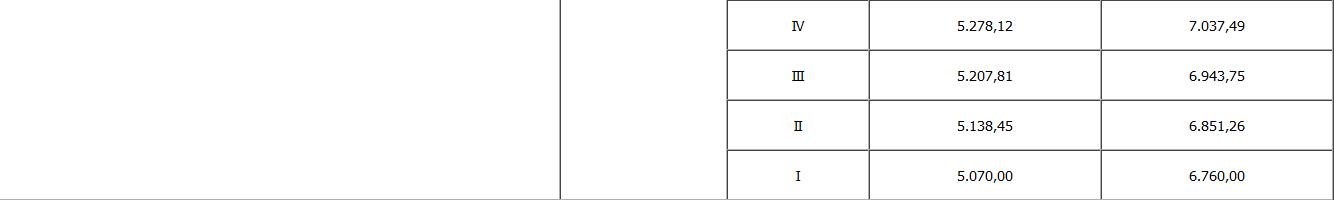 IV 5.278,12 7.037,49
III 5.207,81 6.943,75
II 5.138,45 6.851,26
I 5.070,00 6.760,00